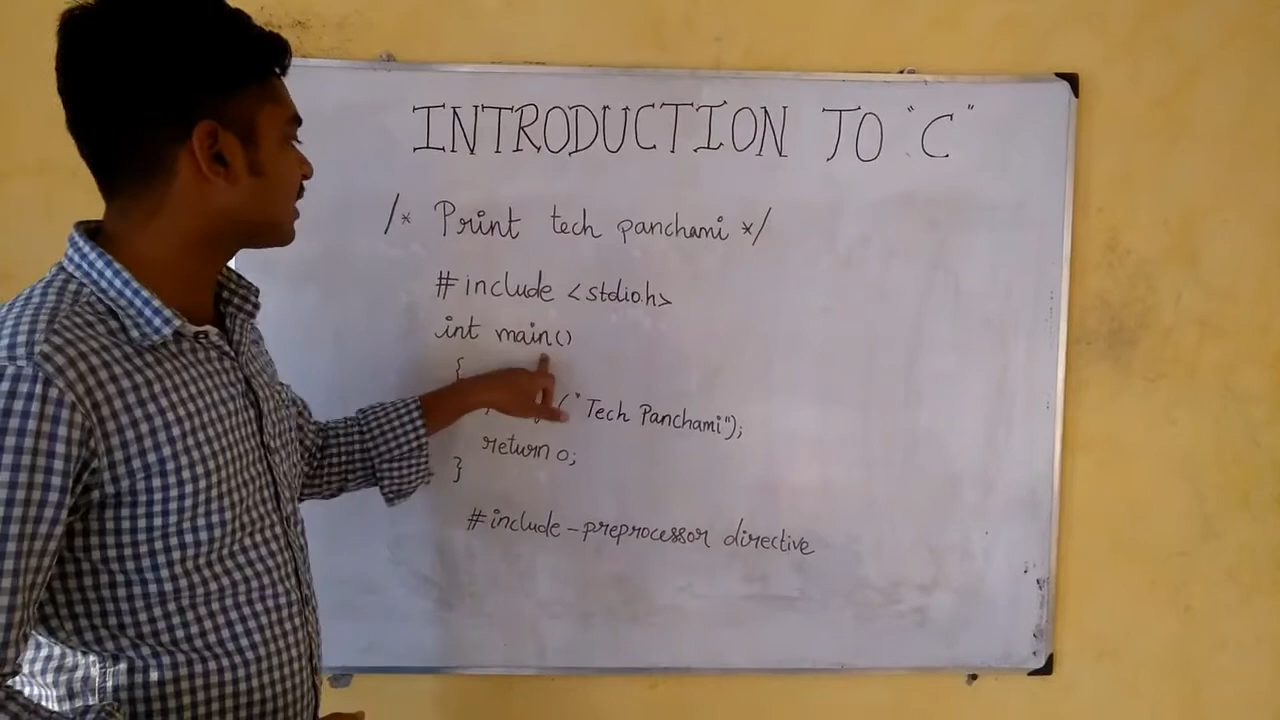 INTRODUCTION TO "C"
/* Print tech panchami */
#include <stdio.h>
int main()
{
("Tech Panchami");
return 0;
}
#include - preprocessor directive